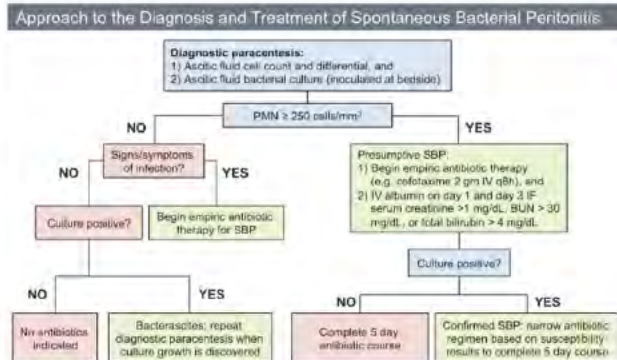 Approach to the Diagnosis and Treatment of Spontaneous Bacterial Peritonitis
Diagnostic paracentesis:
1) Ascitic fluid cell count and differential, and
2) Ascitic fluid bacterial culture (inoculated at bedside)
PMN ≥ 250 cells/mm³
NO
YES
Signs/symptoms
of infection?
NO
YES
Culture positive?
Begin empiric antibiotic
therapy for SBP
NO
YES
No antibiotics
indicated
Bacterascites: repeat
diagnostic paracentesis when
culture growth is discovered
Presumptive SBP:
1) Begin empiric antibiotic therapy
(e.g. cefotaxime 2 gm IV q8h), and
2) IV albumin on day 1 and day 3 IF
serum creatinine >1 mg/dL, BUN > 30
mg/dL, or total bilirubin > 4 mg/dL
Culture positive?
NO
YES
Complete 5 day
antibiotic course
Confirmed SBP: narrow antibiotic
regimen based on susceptibility
results to complete 5 day course